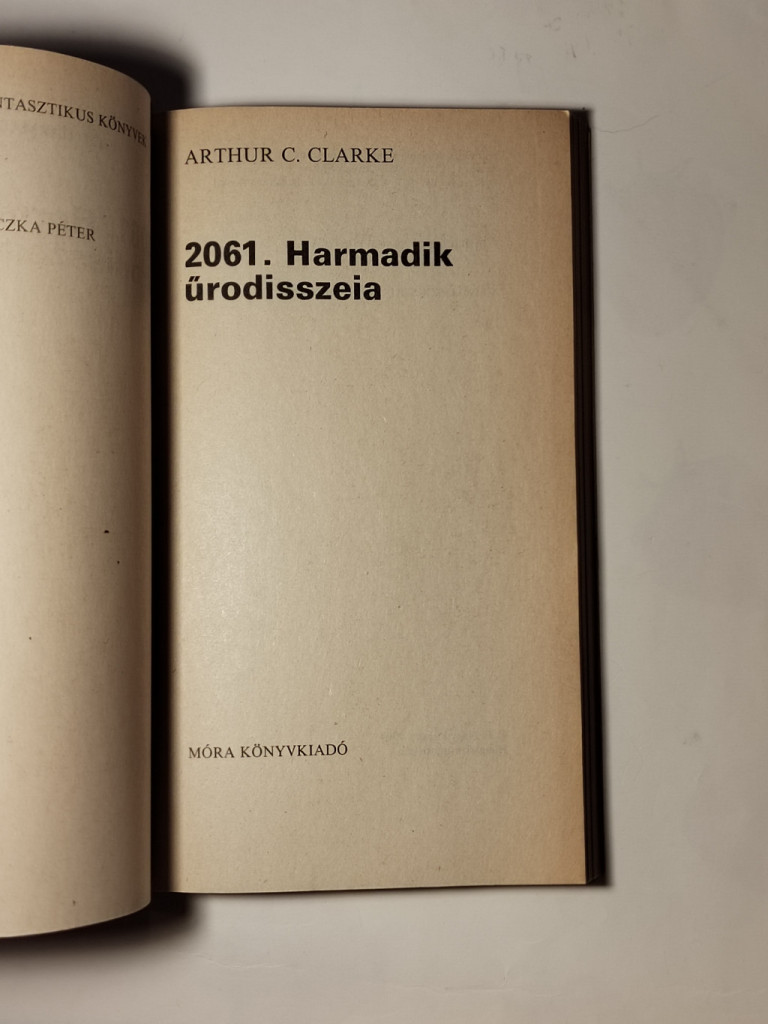 NTASZTIKUS KÖNYVEK
CZKA PÉTER
ARTHUR C. CLARKE
2061. Harmadik
űrodisszeia
MÓRA KÖNYVKIADÓ